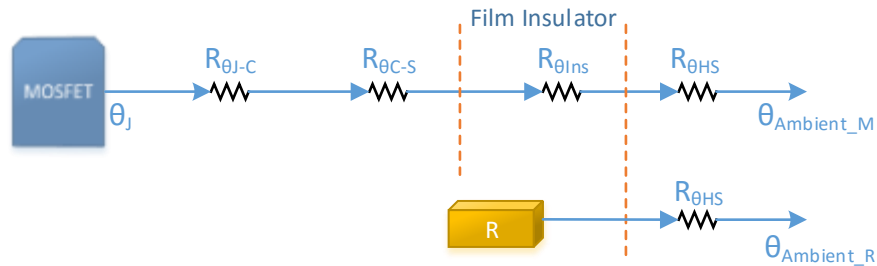 Film Insulator
MOSFET
RθJ-C
RθC-S
RθIns
RθHS
θJ
θAmbient_M
R
RθHS
θAmbient_R